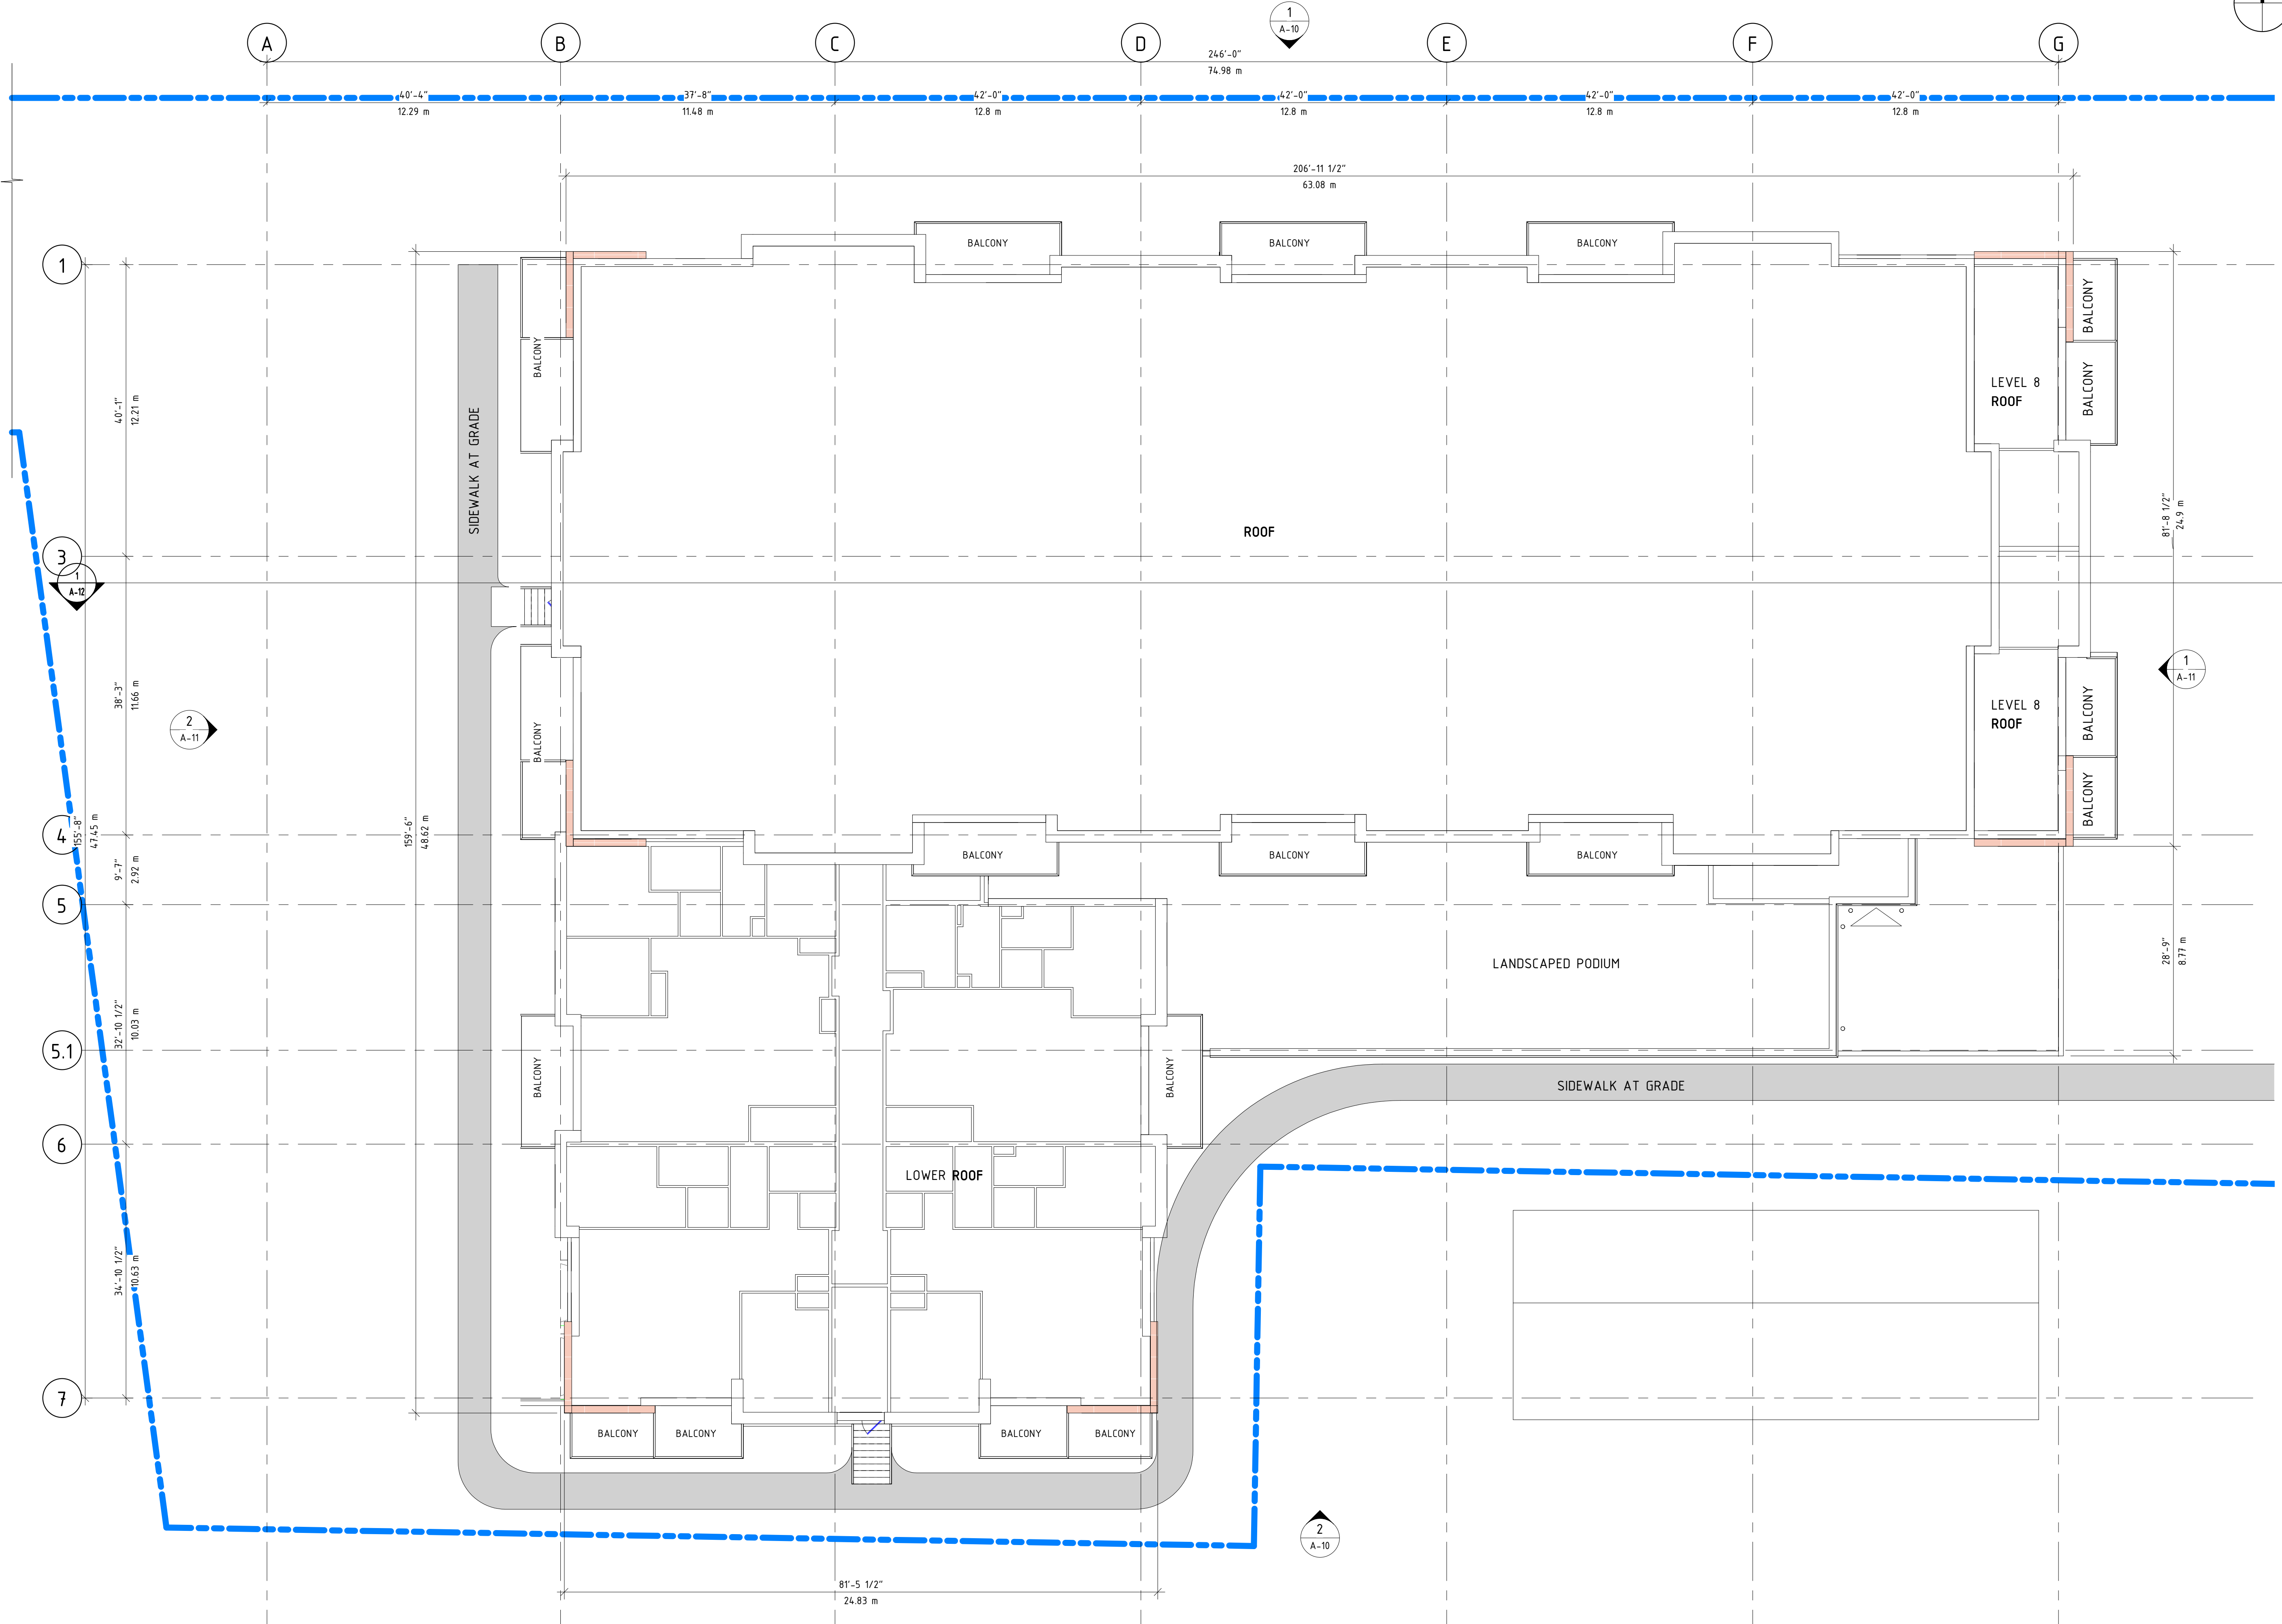 1
A-10
A
B
C
D
E
F
G
246'-0"
74.98 m
40'-4"
37'-8"
42'-0"
42'-0"
42'-0"
42'-0"
12.29 m
11.48 m
12.8 m
12.8 m
12.8 m
12.8 m
206'-11 1/2"
63.08 m
BALCONY
BALCONY
BALCONY
1
BALCONY
BALCONY
BALCONY
40'-1"
12.21 m
SIDEWALK AT GRADE
LEVEL 8
ROOF
81'-8 1/2"
24.9 m
ROOF
3
1
A-12
38'-3"
11.66 m
2
A-11
BALCONY
LEVEL 8
ROOF
BALCONY
BALCONY
1
A-11
4
155'-8"
47.45 m
159'-6"
48.62 m
9'-7"
2.92 m
BALCONY
BALCONY
BALCONY
5
LANDSCAPED PODIUM
28'-9"
8.77 m
32'-10 1/2"
10.03 m
5.1
BALCONY
BALCONY
SIDEWALK AT GRADE
6
LOWER ROOF
34'-10 1/2"
10.63 m
7
BALCONY
BALCONY
BALCONY
BALCONY
2
A-10
81'-5 1/2"
24.83 m